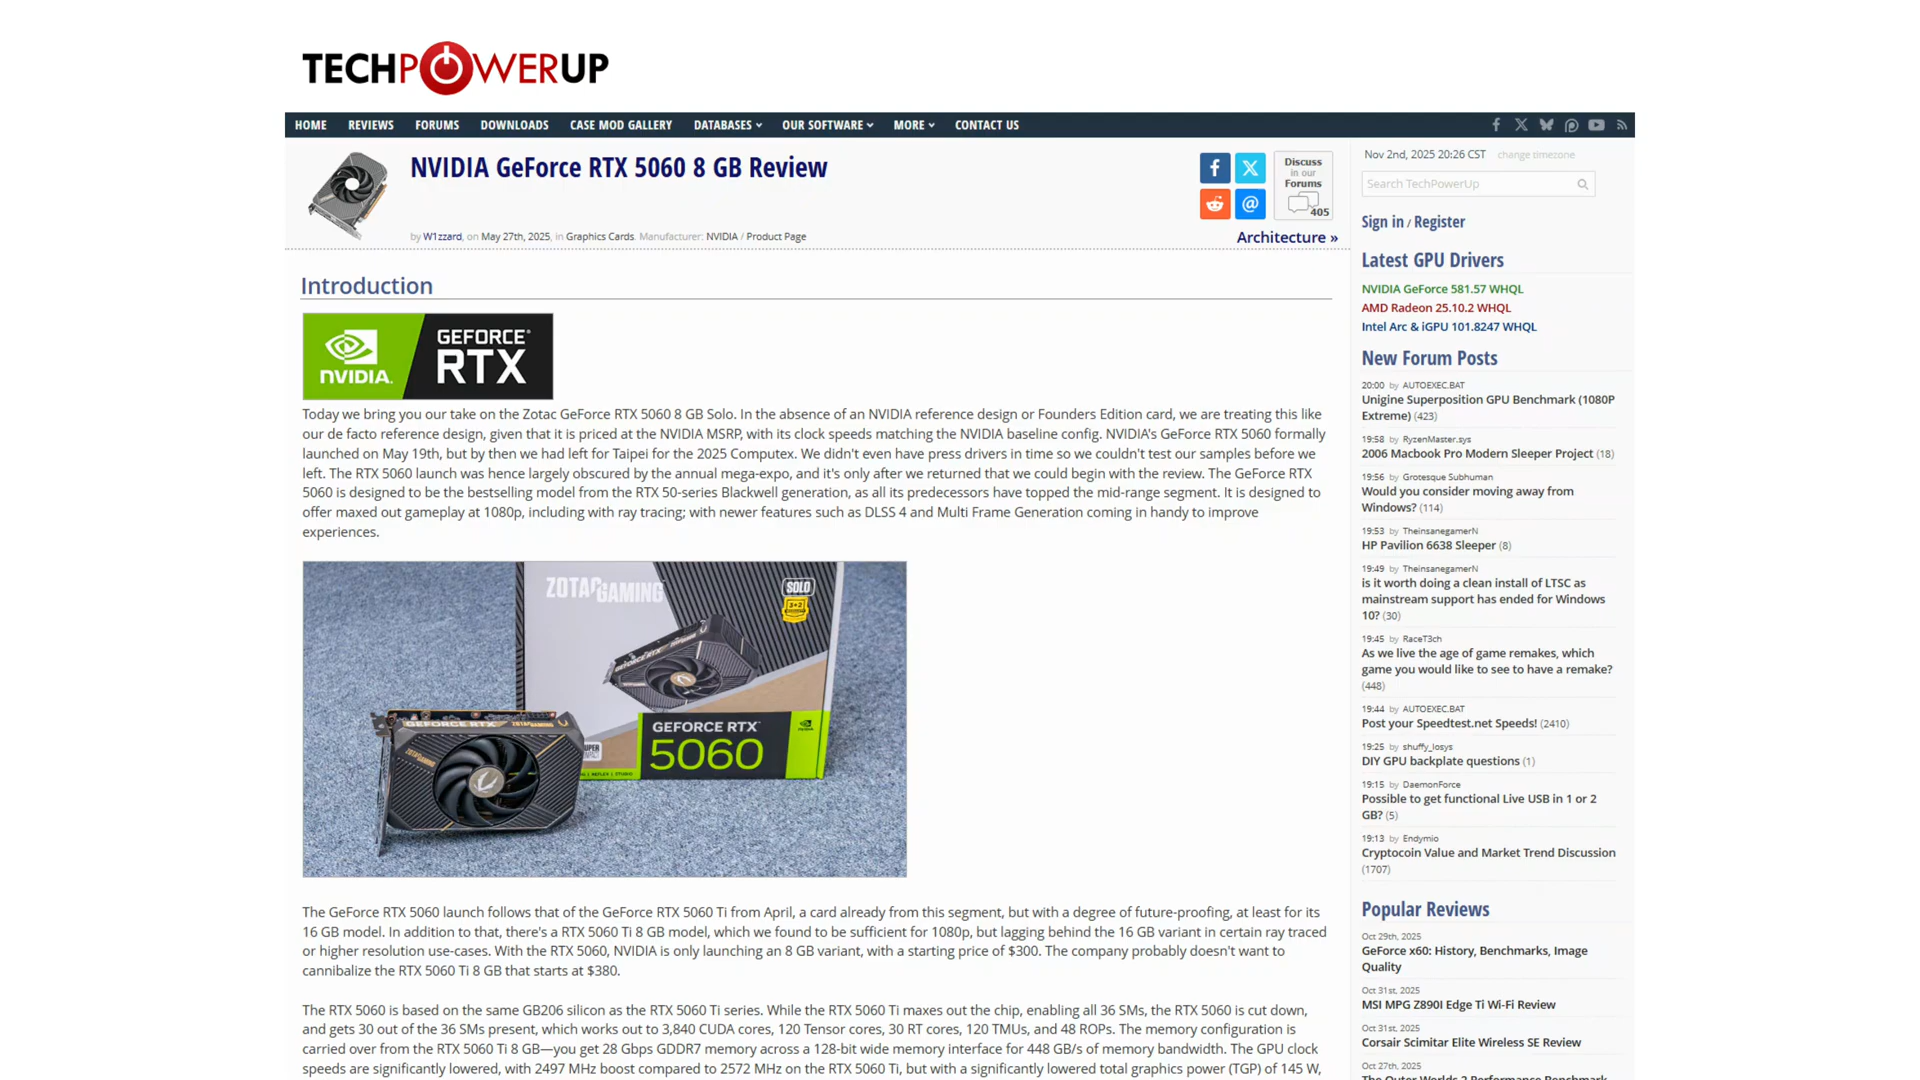 TECHPOWERUP
HOME REVIEWS FORUMS DOWNLOADS CASE MOD GALLERY DATABASES OUR SOFTWARE MORE CONTACT US
NVIDIA GeForce RTX 5060 8 GB Review
by W1zzard, on May 27th, 2025, in Graphics Cards. Manufacturer: NVIDIA / Product Page
Discuss
in our
Forums
405
Architecture »
Introduction
NVIDIA.
GEFORCE
RTX
Today we bring you our take on the Zotac GeForce RTX 5060 8 GB Solo. In the absence of an NVIDIA reference design or Founders Edition card, we are treating this like
our de facto reference design, given that it is priced at the NVIDIA MSRP, with its clock speeds matching the NVIDIA baseline config. NVIDIA's GeForce RTX 5060 formally
launched on May 19th, but by then we had left for Taipei for the 2025 Computex. We didn't even have press drivers in time so we couldn't test our samples before we
left. The RTX 5060 launch was hence largely obscured by the annual mega-expo, and it's only after we returned that we could begin with the review. The GeForce RTX
5060 is designed to be the bestselling model from the RTX 50-series Blackwell generation, as all its predecessors have topped the mid-range segment. It is designed to
offer maxed out gameplay at 1080p, including with ray tracing; with newer features such as DLSS 4 and Multi Frame Generation coming in handy to improve
experiences.
ZOTAC GAMING
SOLO
3+2
GEFORCE RTX
5060
GEFORCE RTX
ZOTAC GAMING
The GeForce RTX 5060 launch follows that of the GeForce RTX 5060 Ti from April, a card already from this segment, but with a degree of future-proofing, at least for its
16 GB model. In addition to that, there's a RTX 5060 Ti 8 GB model, which we found to be sufficient for 1080p, but lagging behind the 16 GB variant in certain ray traced
or higher resolution use-cases. With the RTX 5060, NVIDIA is only launching an 8 GB variant, with a starting price of $300. The company probably doesn't want to
cannibalize the RTX 5060 Ti 8 GB that starts at $380.
The RTX 5060 is based on the same GB206 silicon as the RTX 5060 Ti series. While the RTX 5060 Ti maxes out the chip, enabling all 36 SMs, the RTX 5060 is cut down,
and gets 30 out of the 36 SMs present, which works out to 3,840 CUDA cores, 120 Tensor cores, 30 RT cores, 120 TMUs, and 48 ROPs. The memory configuration is
carried over from the RTX 5060 Ti 8 GB—you get 28 Gbps GDDR7 memory across a 128-bit wide memory interface for 448 GB/s of memory bandwidth. The GPU clock
speeds are significantly lowered, with 2497 MHz boost compared to 2572 MHz on the RTX 5060 Ti, but with a significantly lowered total graphics power (TGP) of 145 W,
Nov 2nd, 2025 20:26 CST change timezone
Search TechPowerUp
Sign in / Register
Latest GPU Drivers
NVIDIA GeForce 581.57 WHQL
AMD Radeon 25.10.2 WHQL
Intel Arc & iGPU 101.8247 WHQL
New Forum Posts
20:00 by AUTOEXEC.BAT
Unigine Superposition GPU Benchmark (1080P
Extreme) (423)
19:58 by RyzenMaster.sys
2006 Macbook Pro Modern Sleeper Project (18)
19:56 by Grotesque Subhuman
Would you consider moving away from
Windows? (114)
19:53 by TheinsanegamerN
HP Pavilion 6638 Sleeper (8)
19:49 by TheinsanegamerN
is it worth doing a clean install of LTSC as
mainstream support has ended for Windows
10? (30)
19:45 by RaceT3ch
As we live the age of game remakes, which
game you would like to see to have a remake?
(448)
19:44 by AUTOEXEC.BAT
Post your Speedtest.net Speeds! (2410)
19:25 by shuffy_losys
DIY GPU backplate questions (1)
19:15 by DaemonForce
Possible to get functional Live USB in 1 or 2
GB? (5)
19:13 by Endymio
Cryptocoin Value and Market Trend Discussion
(1707)
Popular Reviews
Oct 29th, 2025
GeForce x60: History, Benchmarks, Image
Quality
Oct 31st, 2025
MSI MPG Z890I Edge Ti Wi-Fi Review
Oct 31st, 2025
Corsair Scimitar Elite Wireless SE Review
Oct 27th, 2025
The Outer Worlds 2 Performance Benchmark